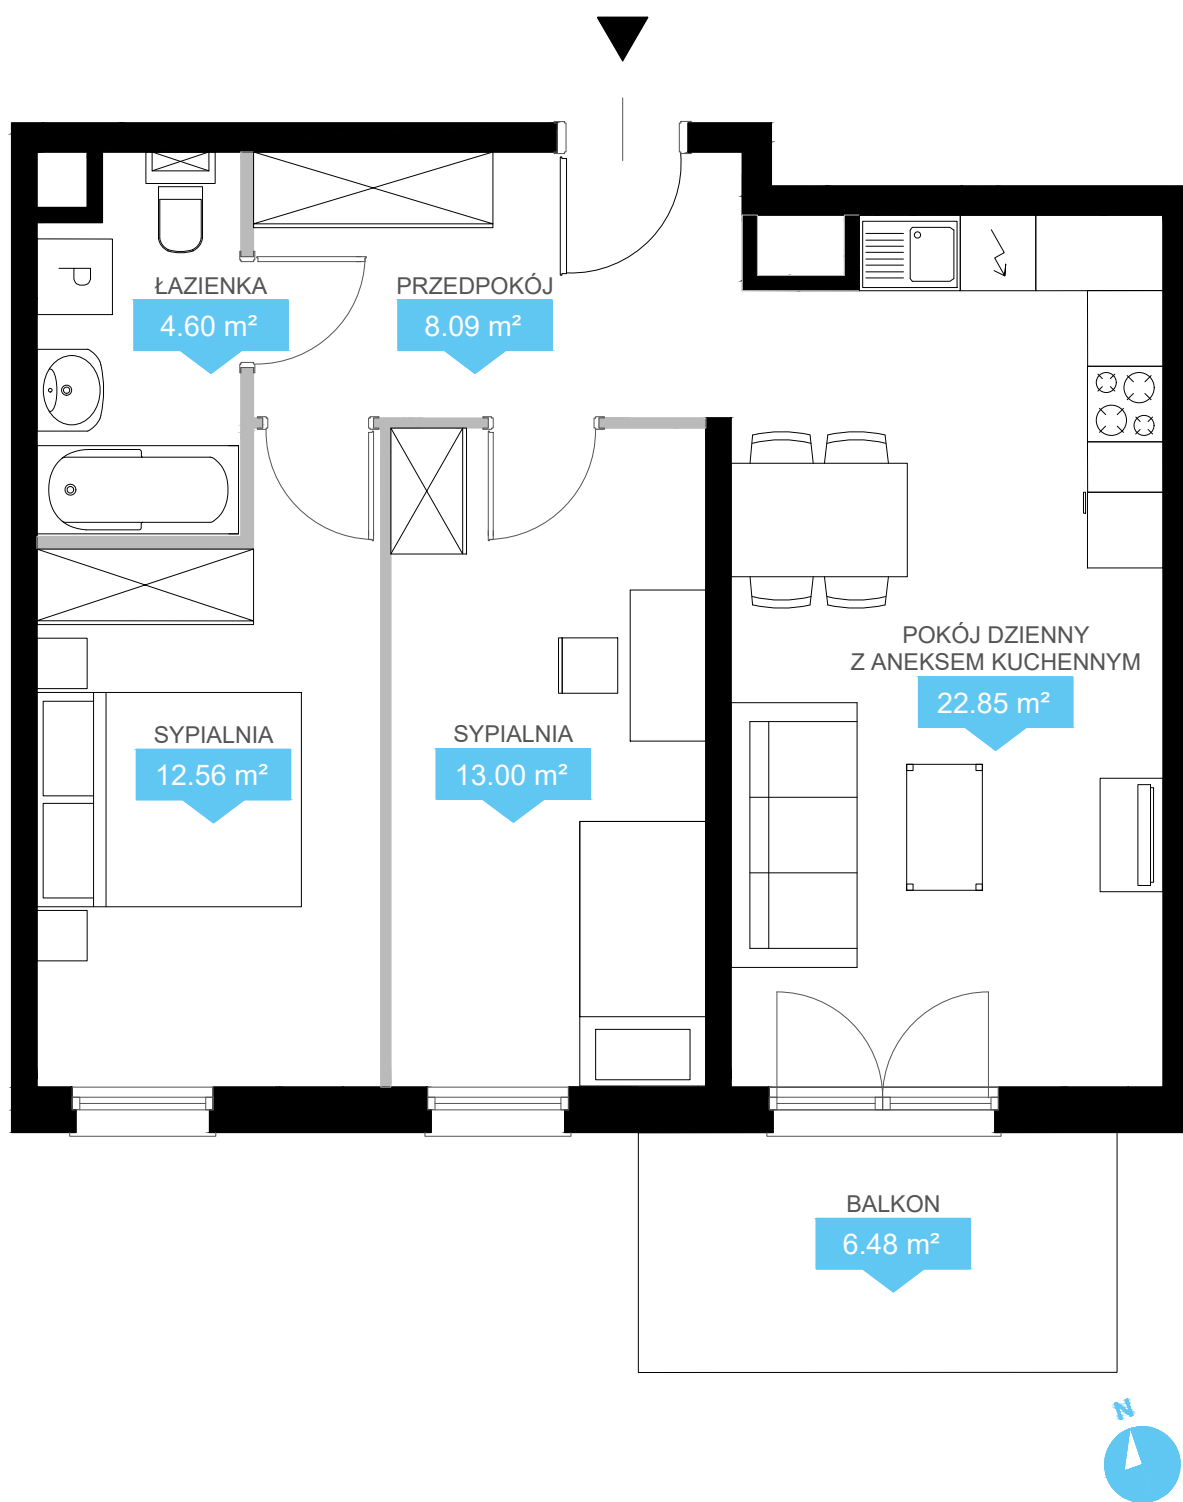 ŁAZIENKA
4.60 m²
PRZEDPOKÓJ
8.09 m²
P
POKÓJ DZIENNY
Z ANEKSEM KUCHENNYM
22.85 m²
SYPIALNIA
12.56 m²
SYPIALNIA
13.00 m²
BALKON
6.48 m²
N